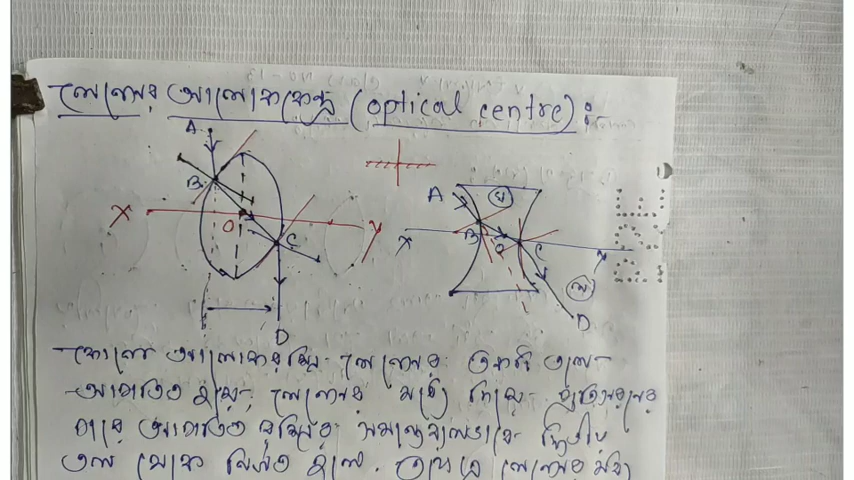 লেন্সের আলোককেন্দ্র (optical centre) :
A
B
O
X
Y
C
D
A
ঘ
X
B
O
C
Y
ঘ
D
কোনো আলোকরশ্মি লেন্সের একটি তলে
আপতিত হয়ে, লেন্সের মধ্য দিয়ে প্রতিসরণের
পরে আপতিত রশ্মির সমান্তরালভাবে দ্বিতীয়
তল থেকে নির্গত হলে, ঐ লেন্সের মধ্য